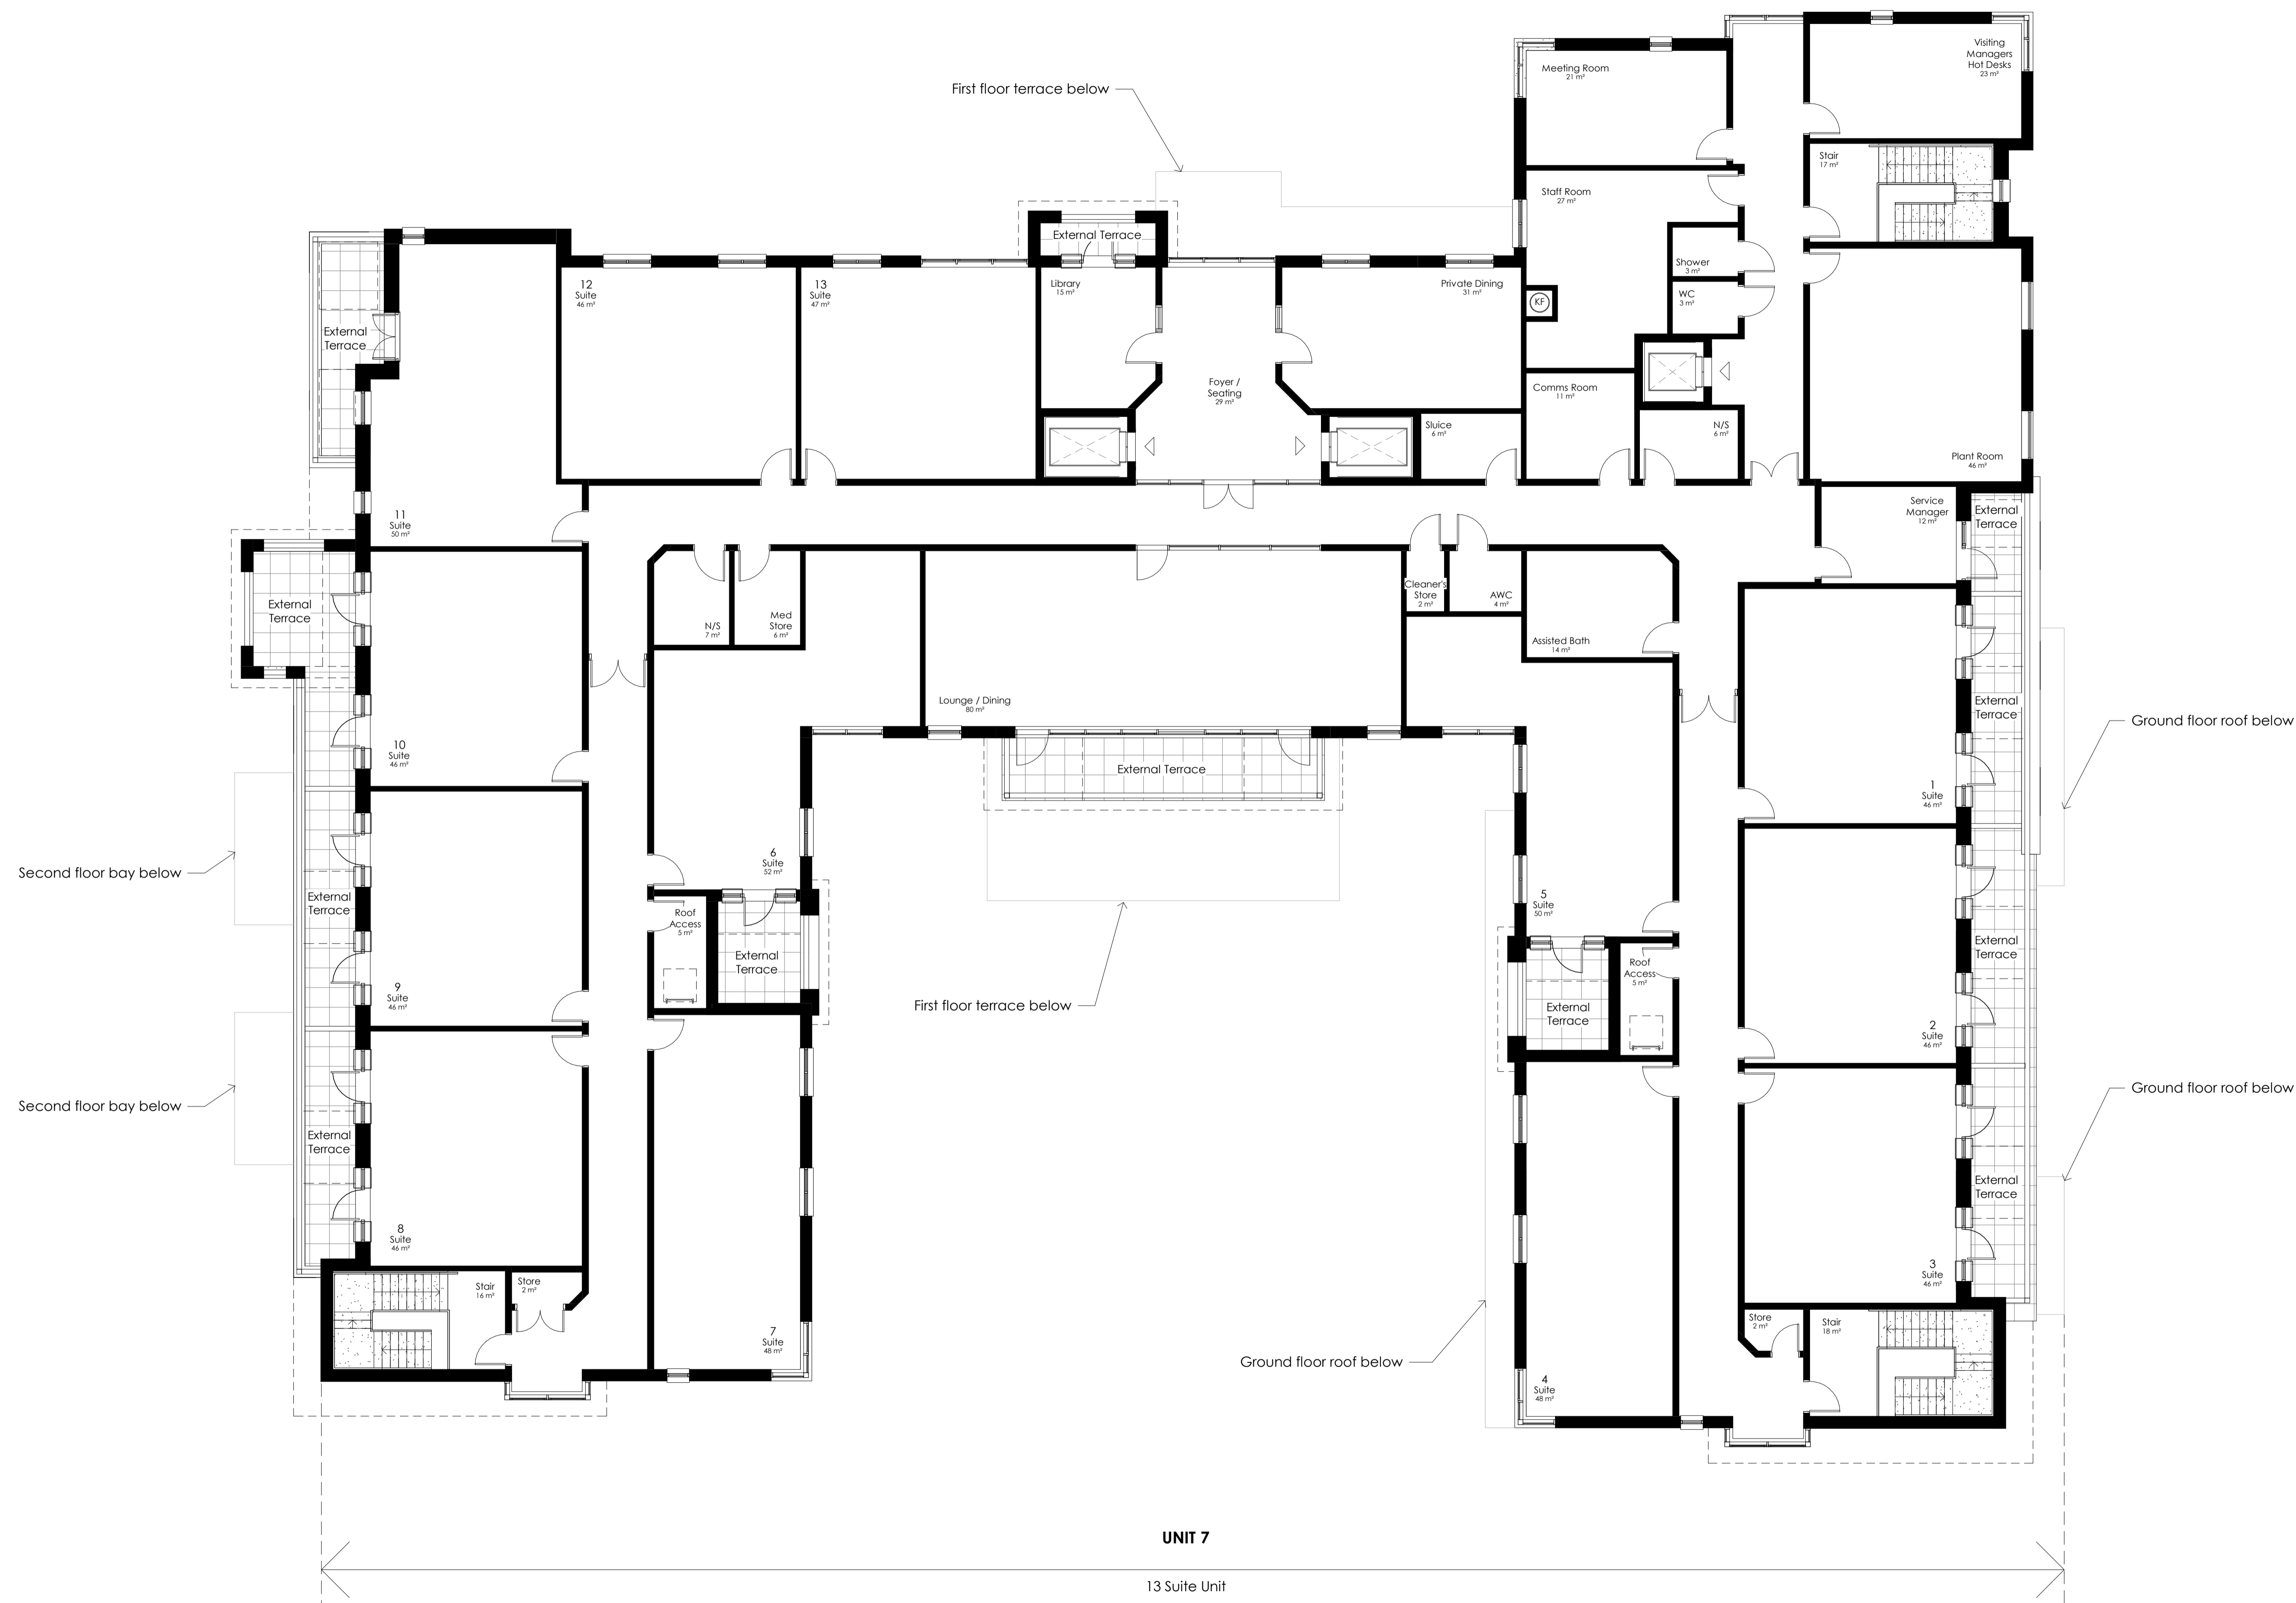 Visiting
Managers
Hot Desks
23 m²
Meeting Room
21 m²
First floor terrace below
Stair
17 m²
Staff Room
27 m²
External Terrace
Shower
3 m²
WC
3 m²
KF
12
Suite
46 m²
13
Suite
47 m²
Library
15 m²
Private Dining
31 m²
External
Terrace
Foyer /
Seating
29 m²
Comms Room
11 m²
Sluice
6 m²
N/S
6 m²
Plant Room
46 m²
11
Suite
50 m²
Service
Manager
12 m²
External
Terrace
External
Terrace
N/S
7 m²
Med
Store
6 m²
Cleaner's
Store
2 m²
AWC
4 m²
Assisted Bath
14 m²
Lounge / Dining
80 m²
External
Terrace
Ground floor roof below
10
Suite
46 m²
External Terrace
1
Suite
46 m²
Second floor bay below
6
Suite
52 m²
External
Terrace
5
Suite
50 m²
Roof
Access
5 m²
External
Terrace
External
Terrace
Roof
Access
5 m²
9
Suite
46 m²
First floor terrace below
External
Terrace
2
Suite
46 m²
Second floor bay below
Ground floor roof below
External
Terrace
External
Terrace
8
Suite
46 m²
3
Suite
46 m²
Stair
16 m²
Store
2 m²
7
Suite
48 m²
Store
2 m²
Stair
18 m²
Ground floor roof below
4
Suite
48 m²
UNIT 7
13 Suite Unit